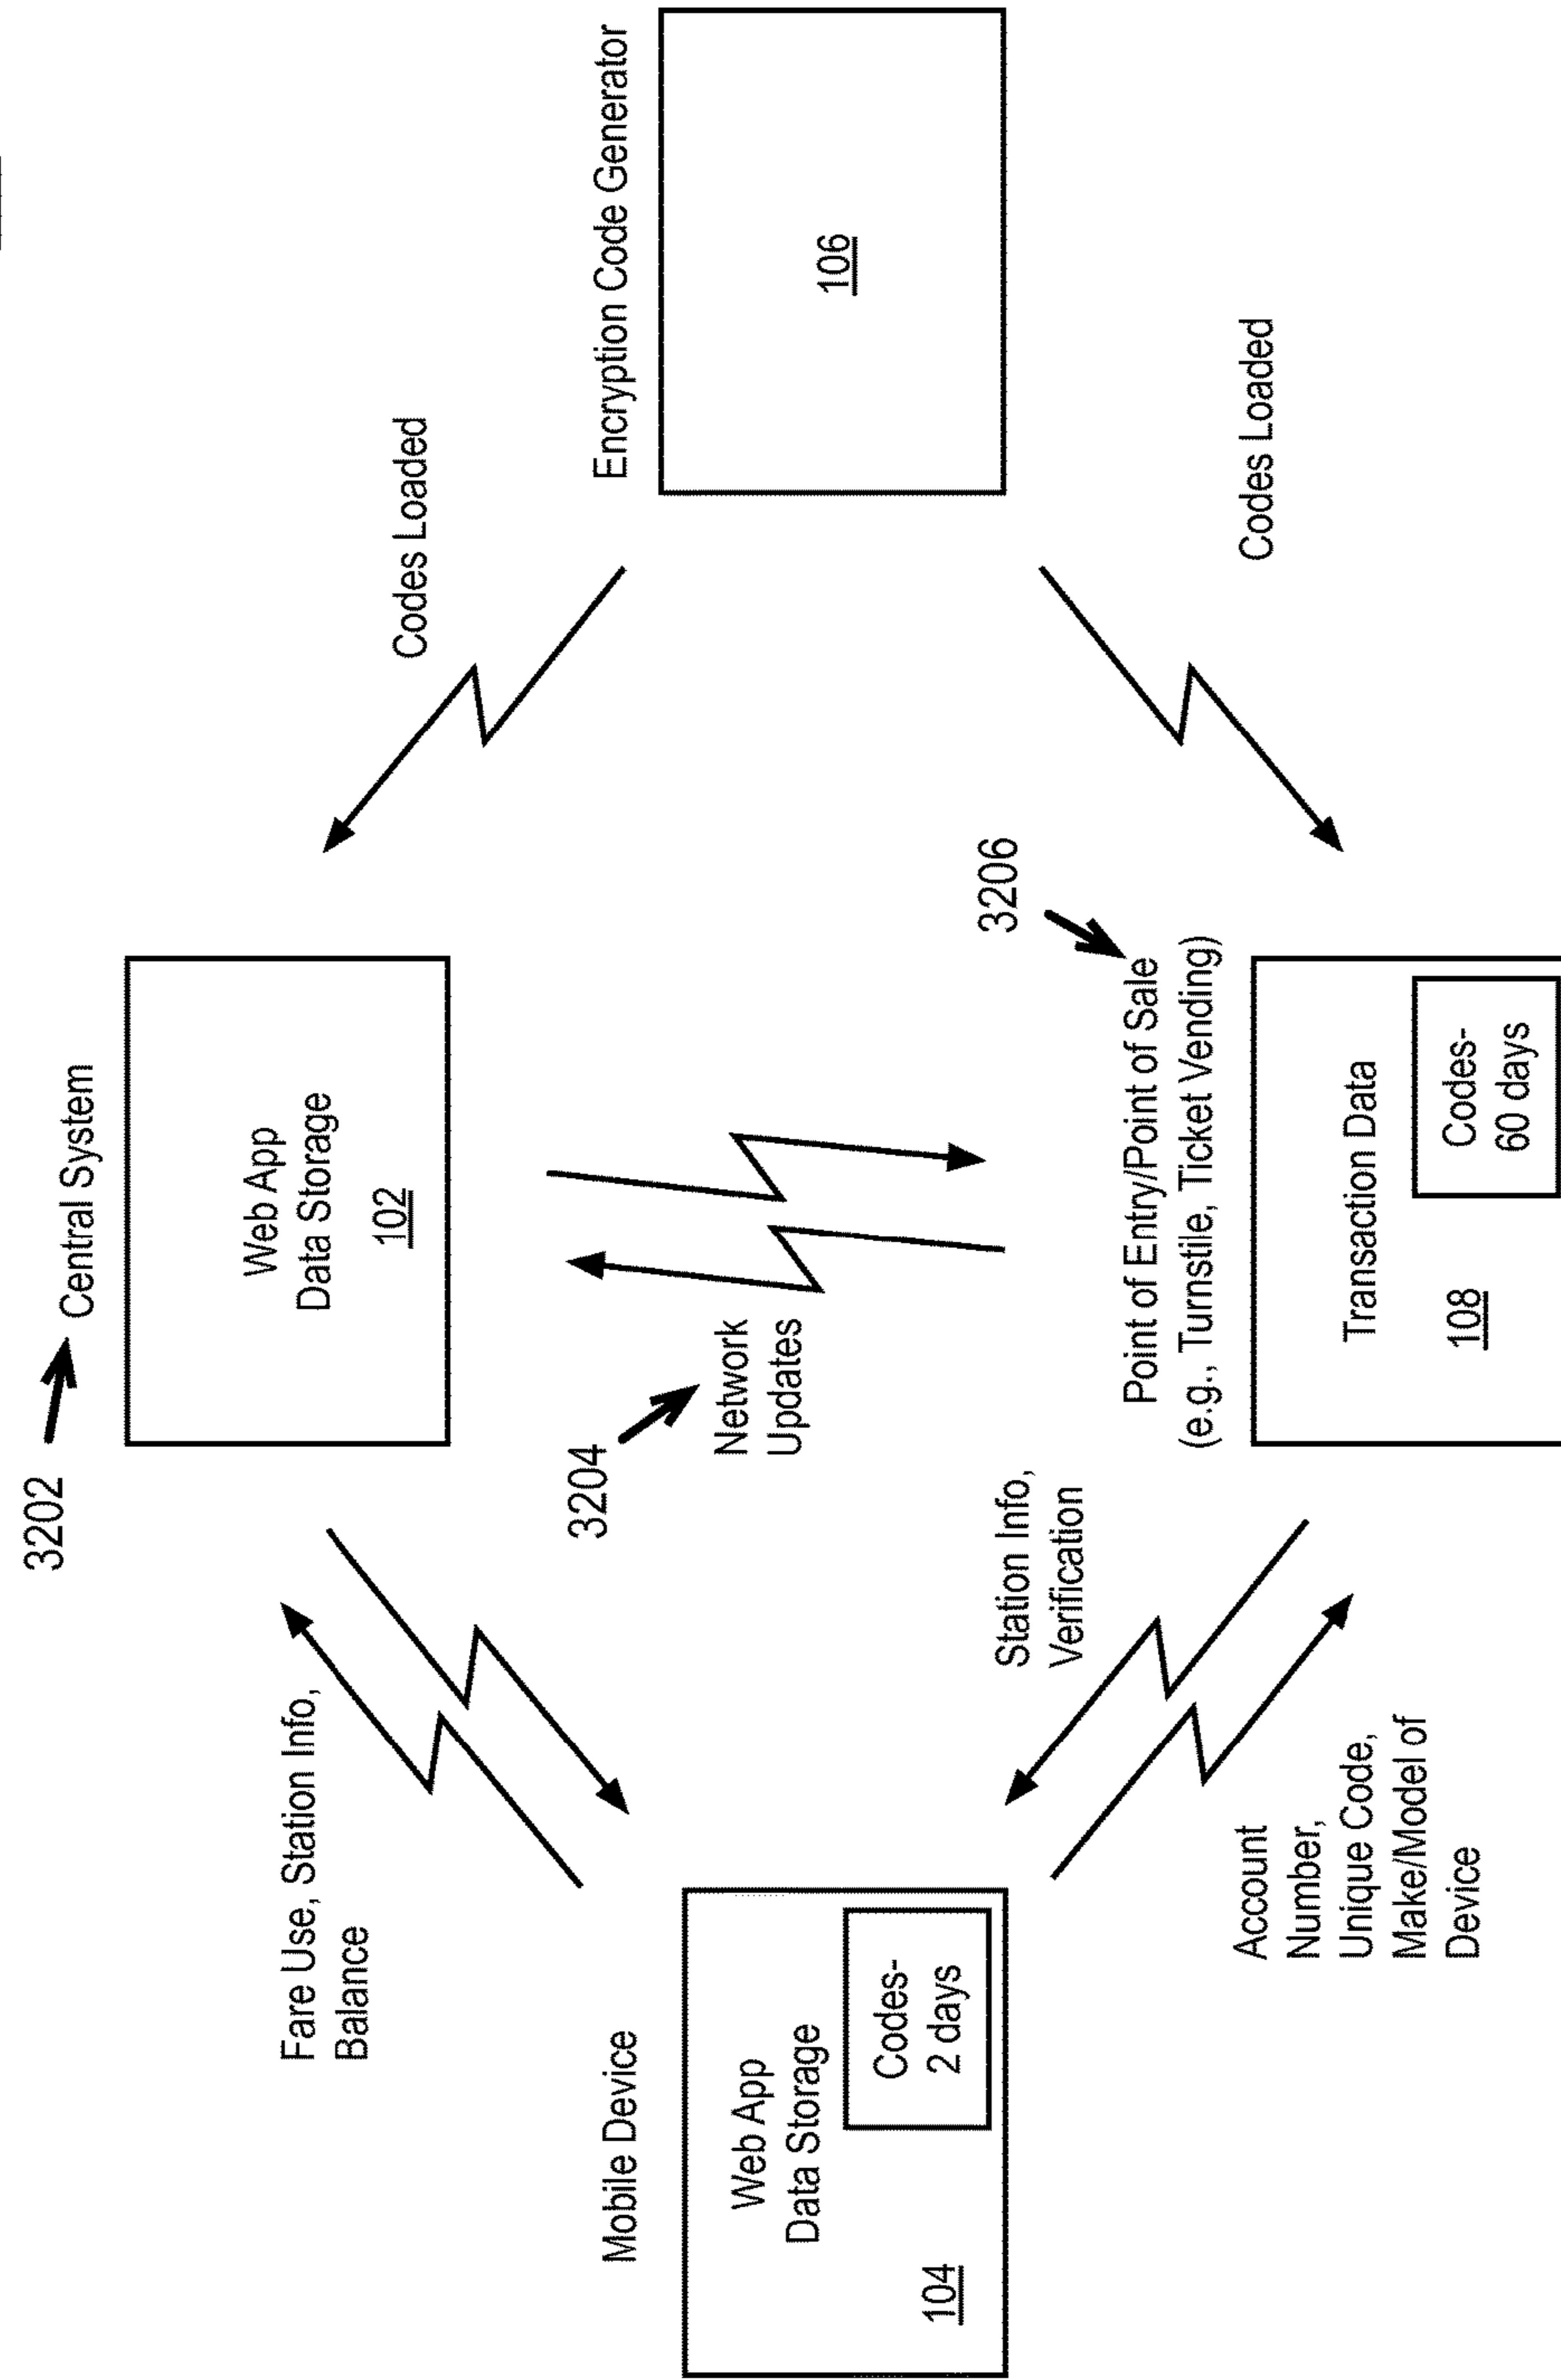 3202
Central System
Web App
Data Storage
102
Fare Use, Station Info,
Balance
Codes Loaded
3204
Network
Updates
Mobile Device
Web App
Data Storage
Codes-
2 days
104
Encryption Code Generator
106
3206
Station Info,
Verification
Point of Entry/Point of Sale
(e.g., Turnstile, Ticket Vending)
Account
Number,
Unique Code,
Make/Model of
Device
Transaction Data
108
Codes-
60 days
Codes Loaded